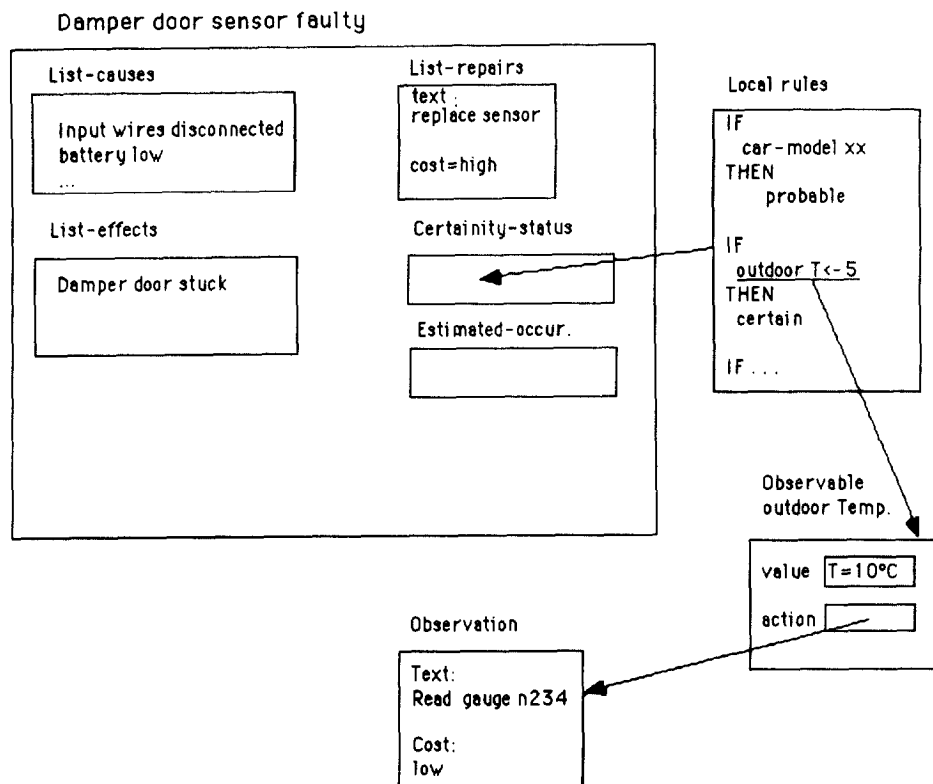 Damper door sensor faulty
List-causes
Input wires disconnected
battery low
...
List-repairs
text :
replace sensor
cost=high
List-effects
Damper door stuck
Certainity-status
Estimated-occur.
Local rules
IF
car-model xx
THEN
probable
IF
outdoor T<-5
THEN
certain
IF ...
Observable
outdoor Temp.
value T=10°C
action
Observation
Text:
Read gauge n234
Cost:
low